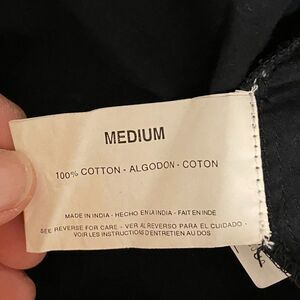 MEDIUM
100% COTTON - ALGODON - COTON
MADE IN INDIA - HECHO EN LA INDIA - FAIT EN INDE
SEE REVERSE FOR CARE - VER AL REVERSO PARA EL CUIDADO -
VOIR LES INSTRUCTIONS D'ENTRETIEN AU DOS